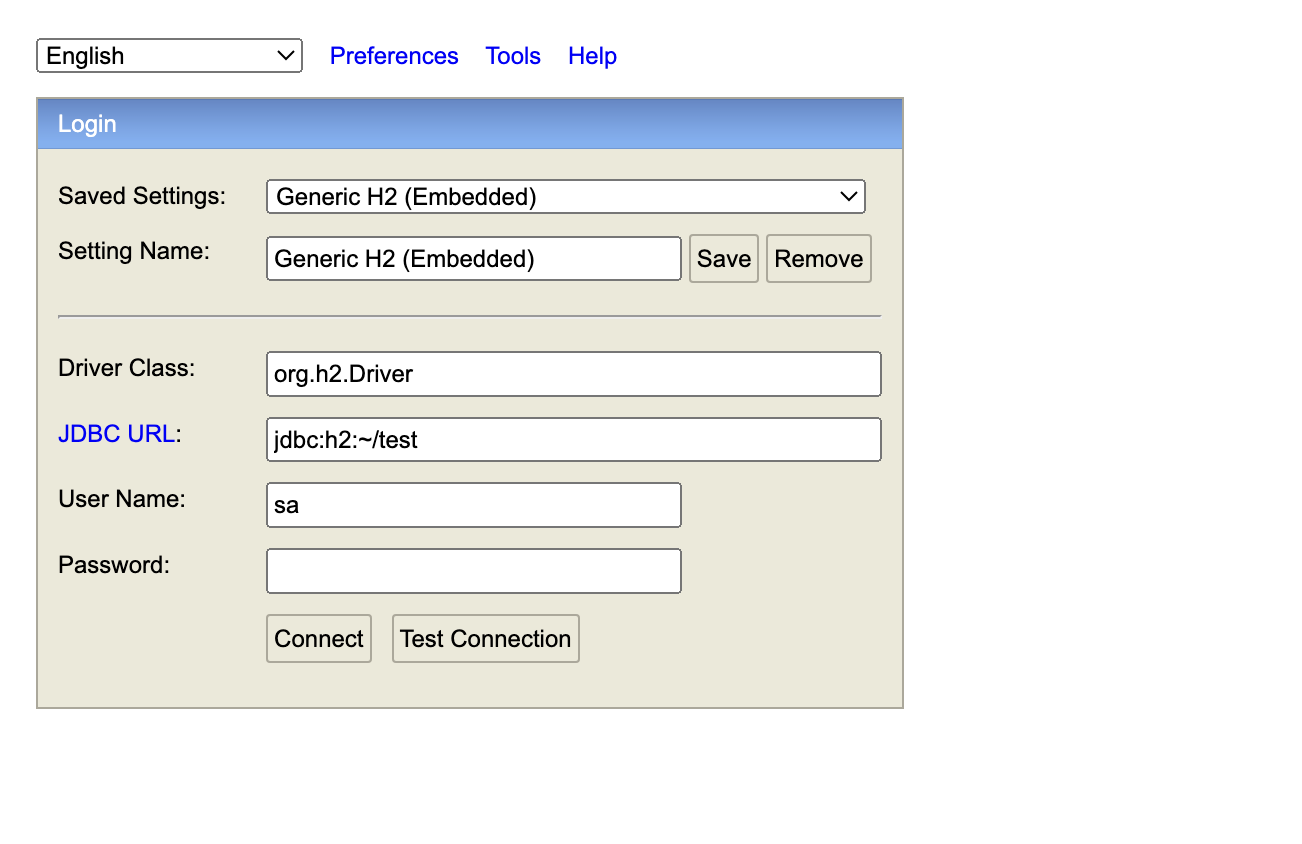 English Preferences Tools Help
Login
Saved Settings: Generic H2 (Embedded)
Setting Name: Generic H2 (Embedded) Save Remove
Driver Class: org.h2.Driver
JDBC URL: jdbc:h2:~/test
User Name: sa
Password:
Connect Test Connection